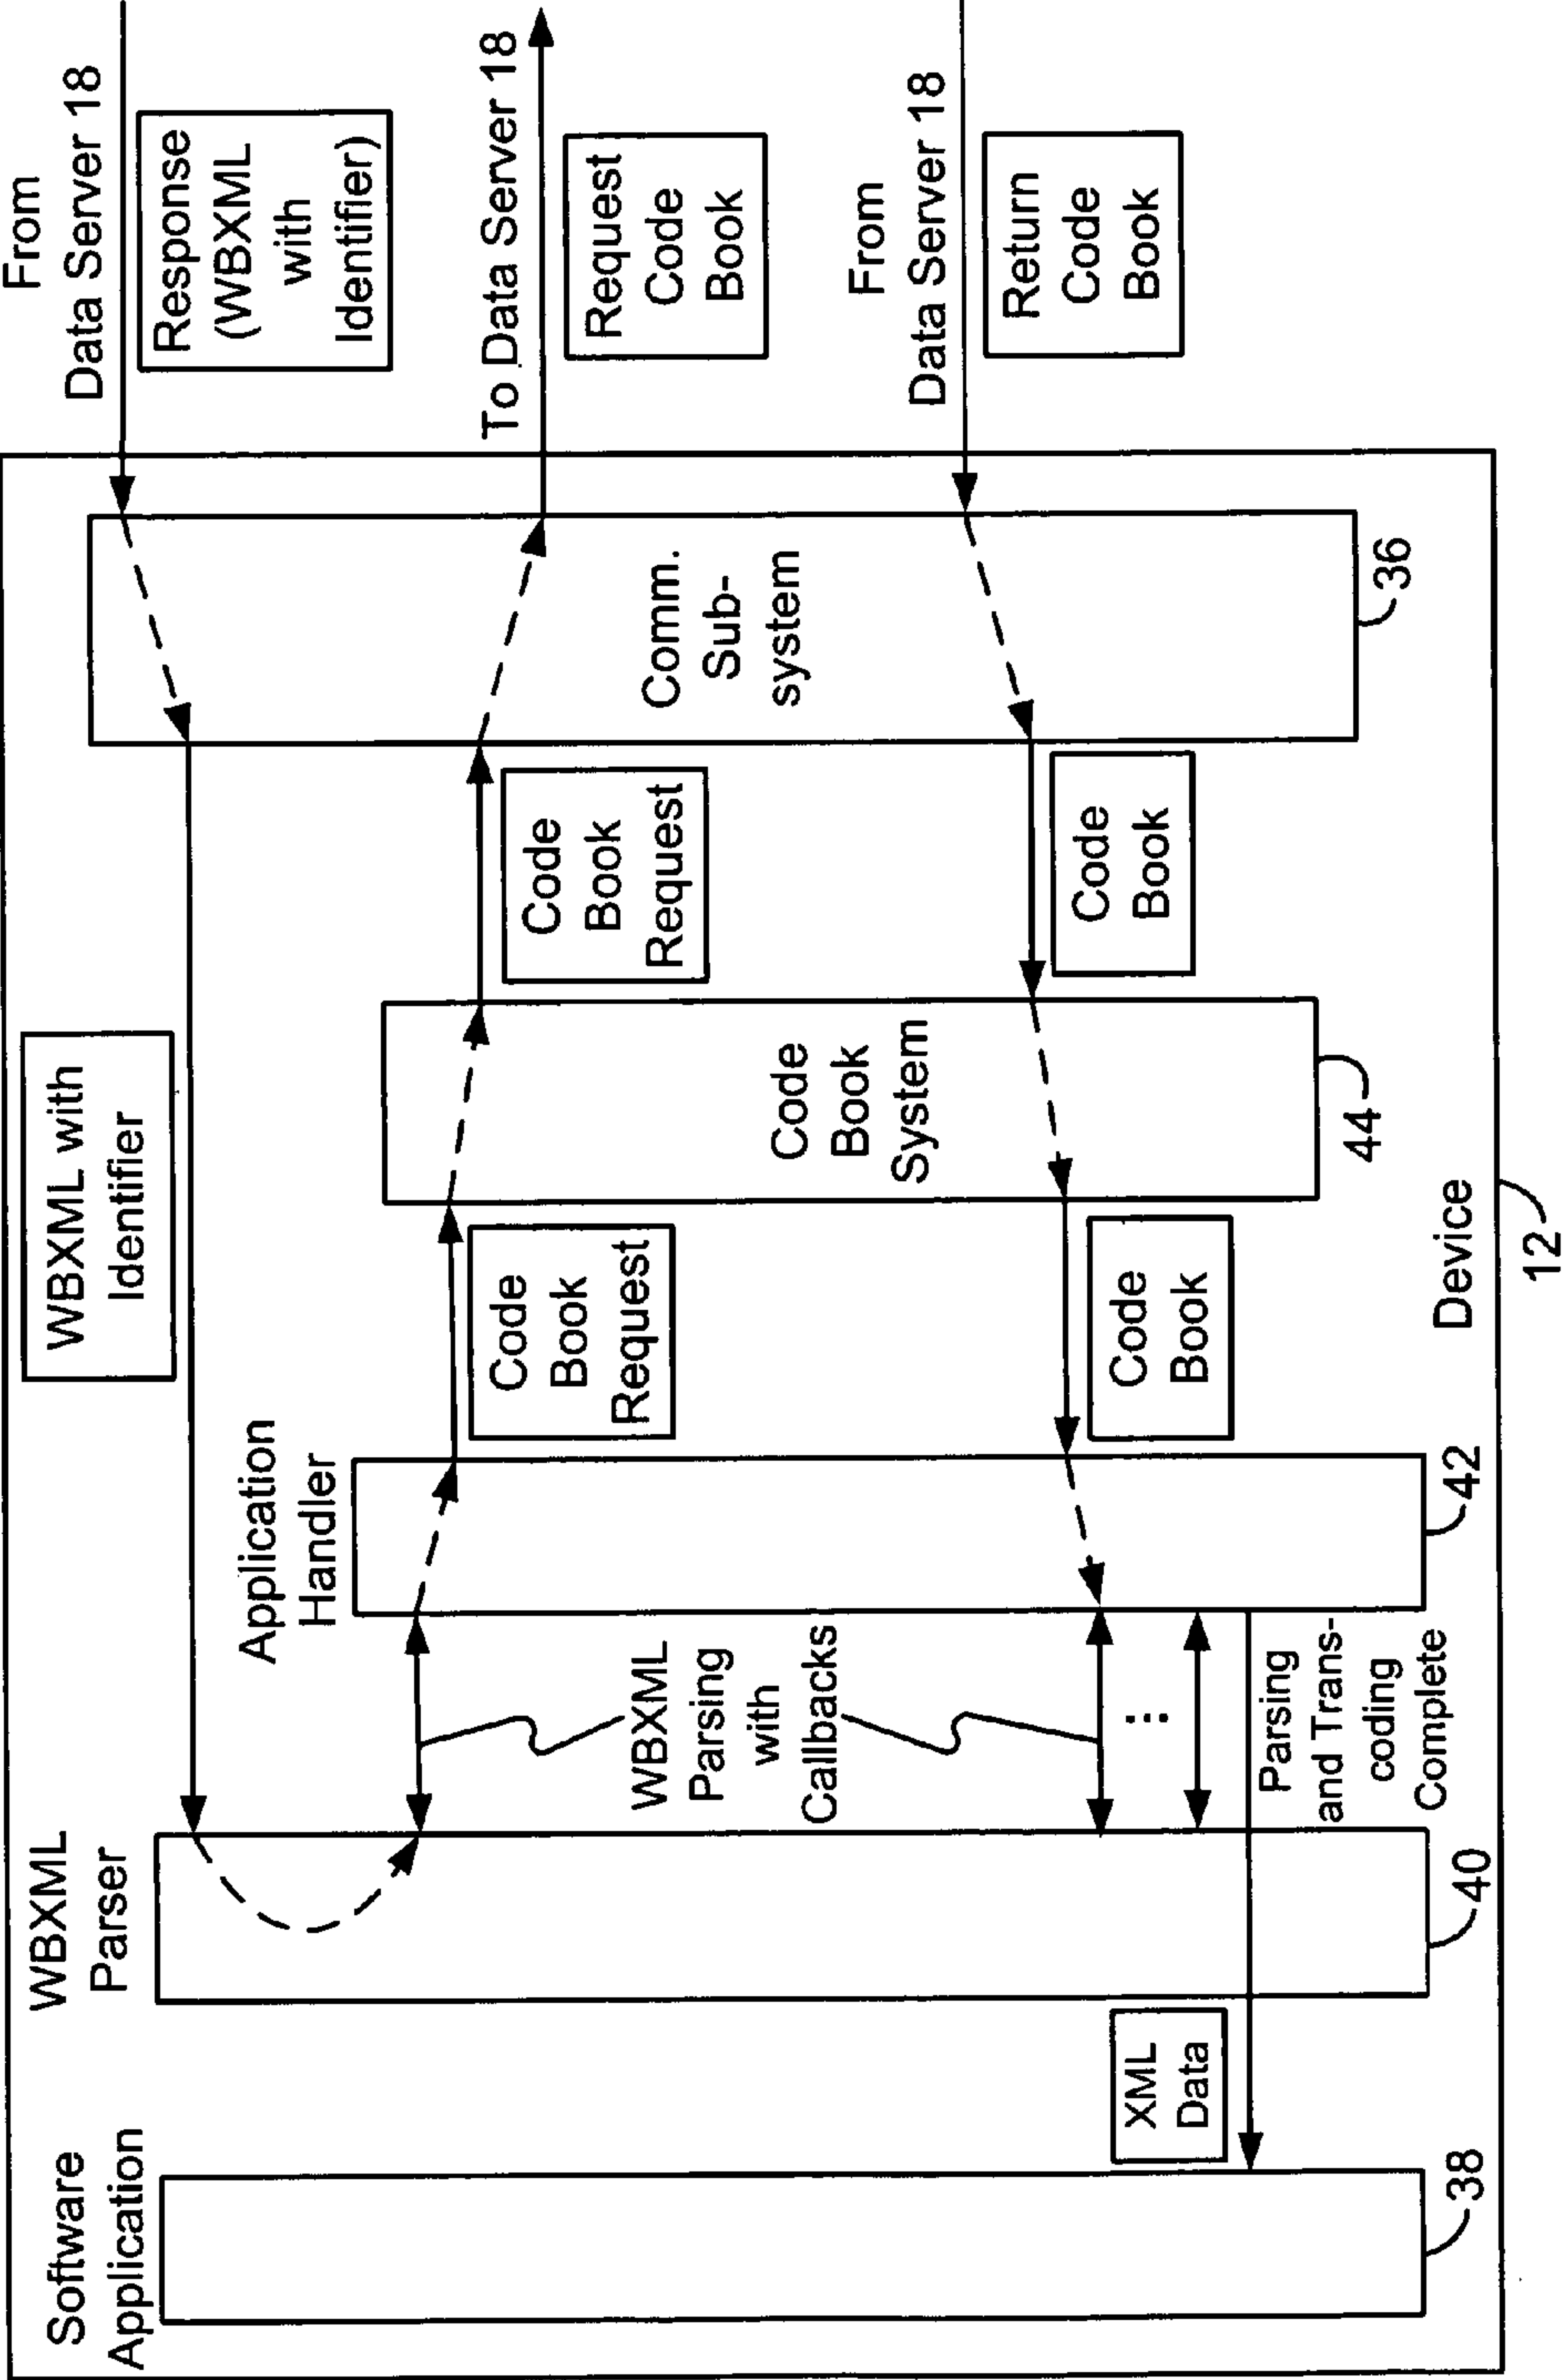 Software
Application
38
WBXML
Parser
40
XML
Data
Application
Handler
42
WBXML
Parsing
with
Callbacks
...
Parsing
and Trans-
coding
Complete
WBXML with
Identifier
Code
Book
Request
Code
Book
Code
Book
System
44
Code
Book
Request
Code
Book
Comm.
Sub-
system
36
Device
12
From
Data Server 18
Response
(WBXML
with
Identifier)
To Data Server 18
Request
Code
Book
From
Data Server 18
Return
Code
Book